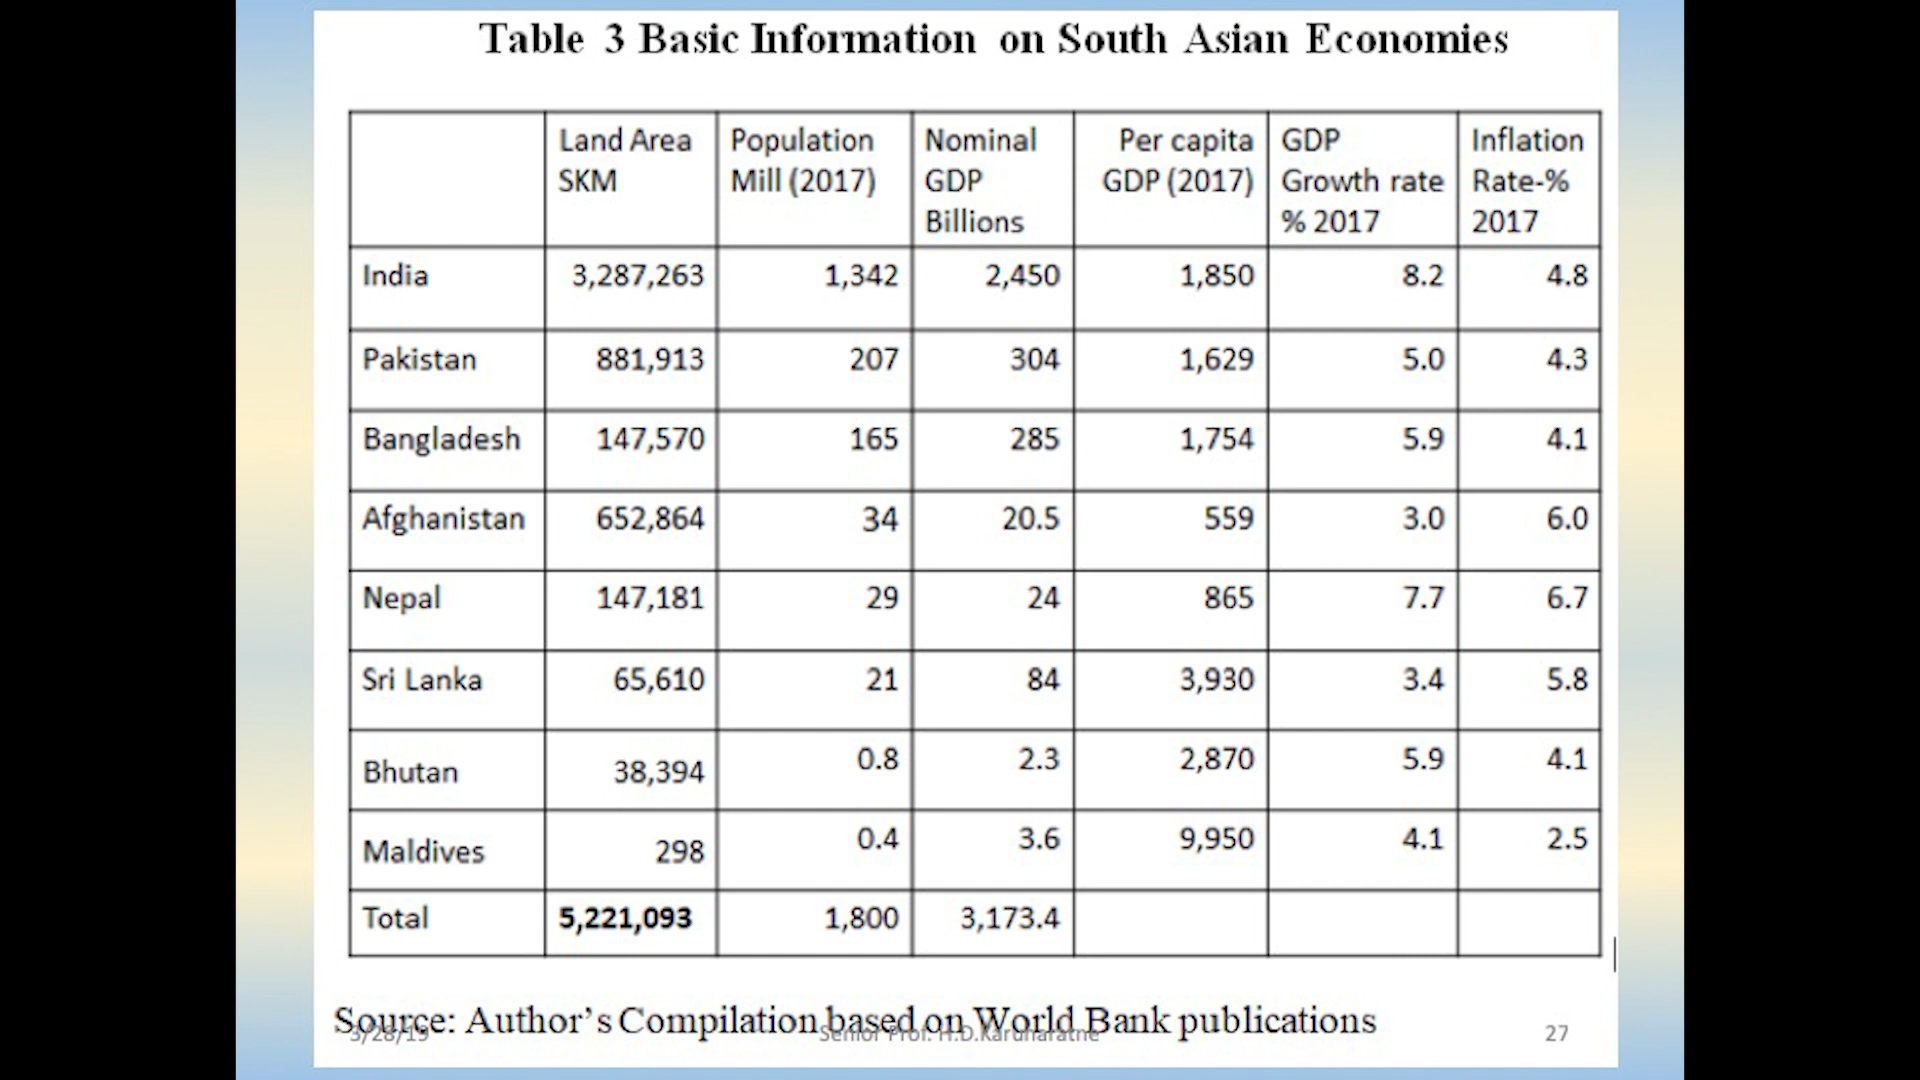 Table 3 Basic Information on South Asian Economies
Land Area SKM Population Mill (2017) Nominal GDP Billions Per capita GDP (2017) GDP Growth rate % 2017 Inflation Rate-% 2017
India 3,287,263 1,342 2,450 1,850 8.2 4.8
Pakistan 881,913 207 304 1,629 5.0 4.3
Bangladesh 147,570 165 285 1,754 5.9 4.1
Afghanistan 652,864 34 20.5 559 3.0 6.0
Nepal 147,181 29 24 865 7.7 6.7
Sri Lanka 65,610 21 84 3,930 3.4 5.8
Bhutan 38,394 0.8 2.3 2,870 5.9 4.1
Maldives 298 0.4 3.6 9,950 4.1 2.5
Total 5,221,093 1,800 3,173.4
Source: Author's Compilation based on World Bank publications
3/28/19 Senior Prof. H.D.Karunaratne 27